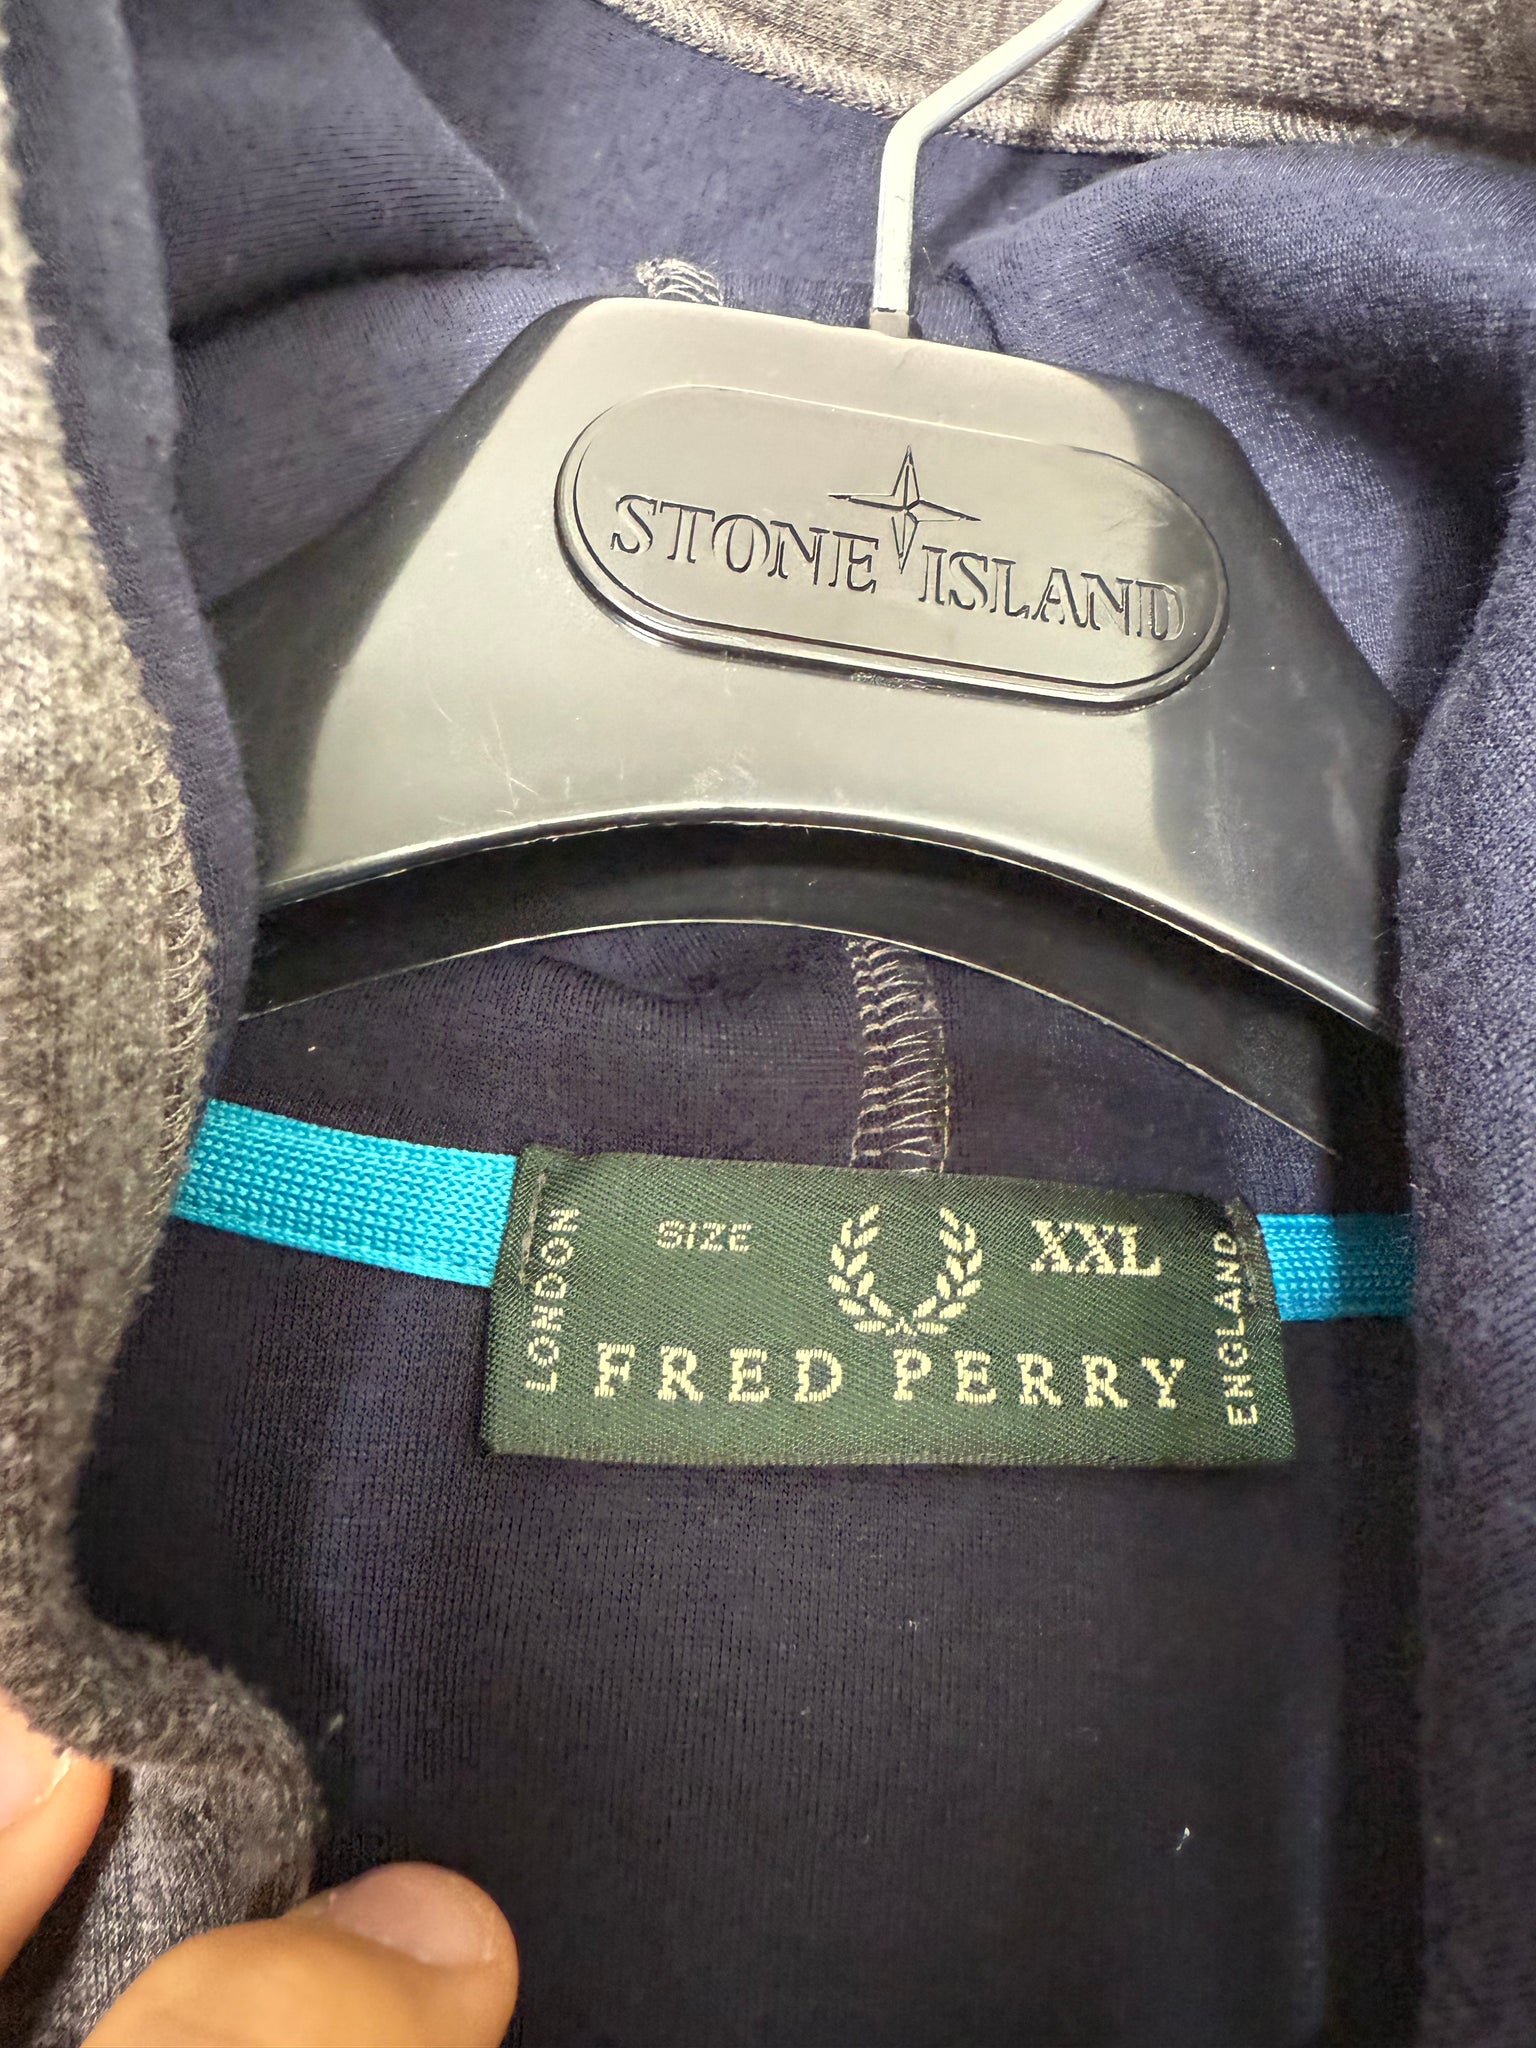 STONE ISLAND
SIZE XXL
LONDON
FRED PERRY
ENGLAND